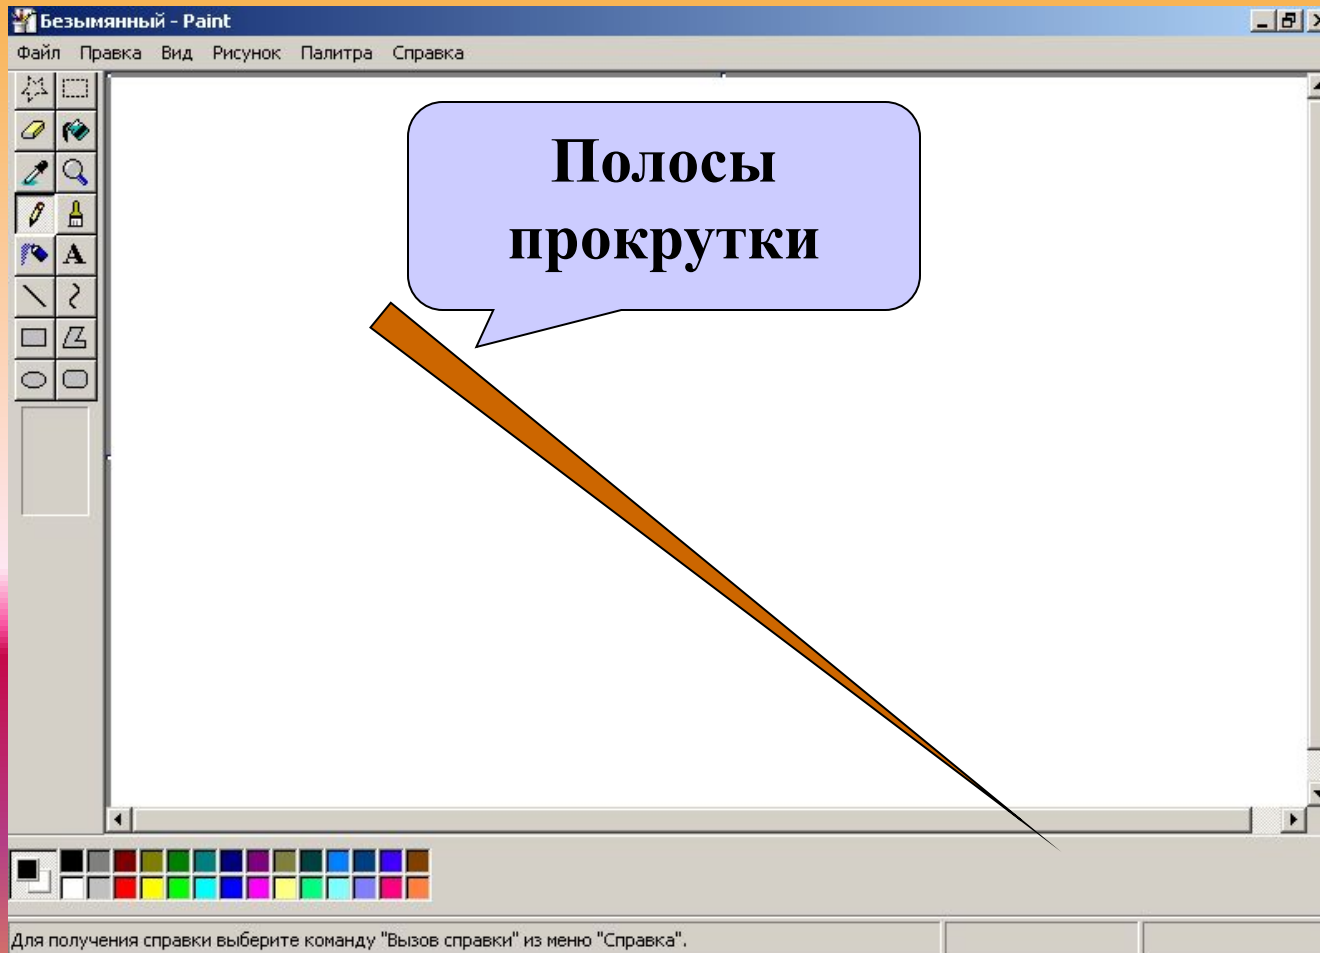 Безымянный - Paint
Файл Правка Вид Рисунок Палитра Справка
A
Полосы
прокрутки
Для получения справки выберите команду "Вызов справки" из меню "Справка".